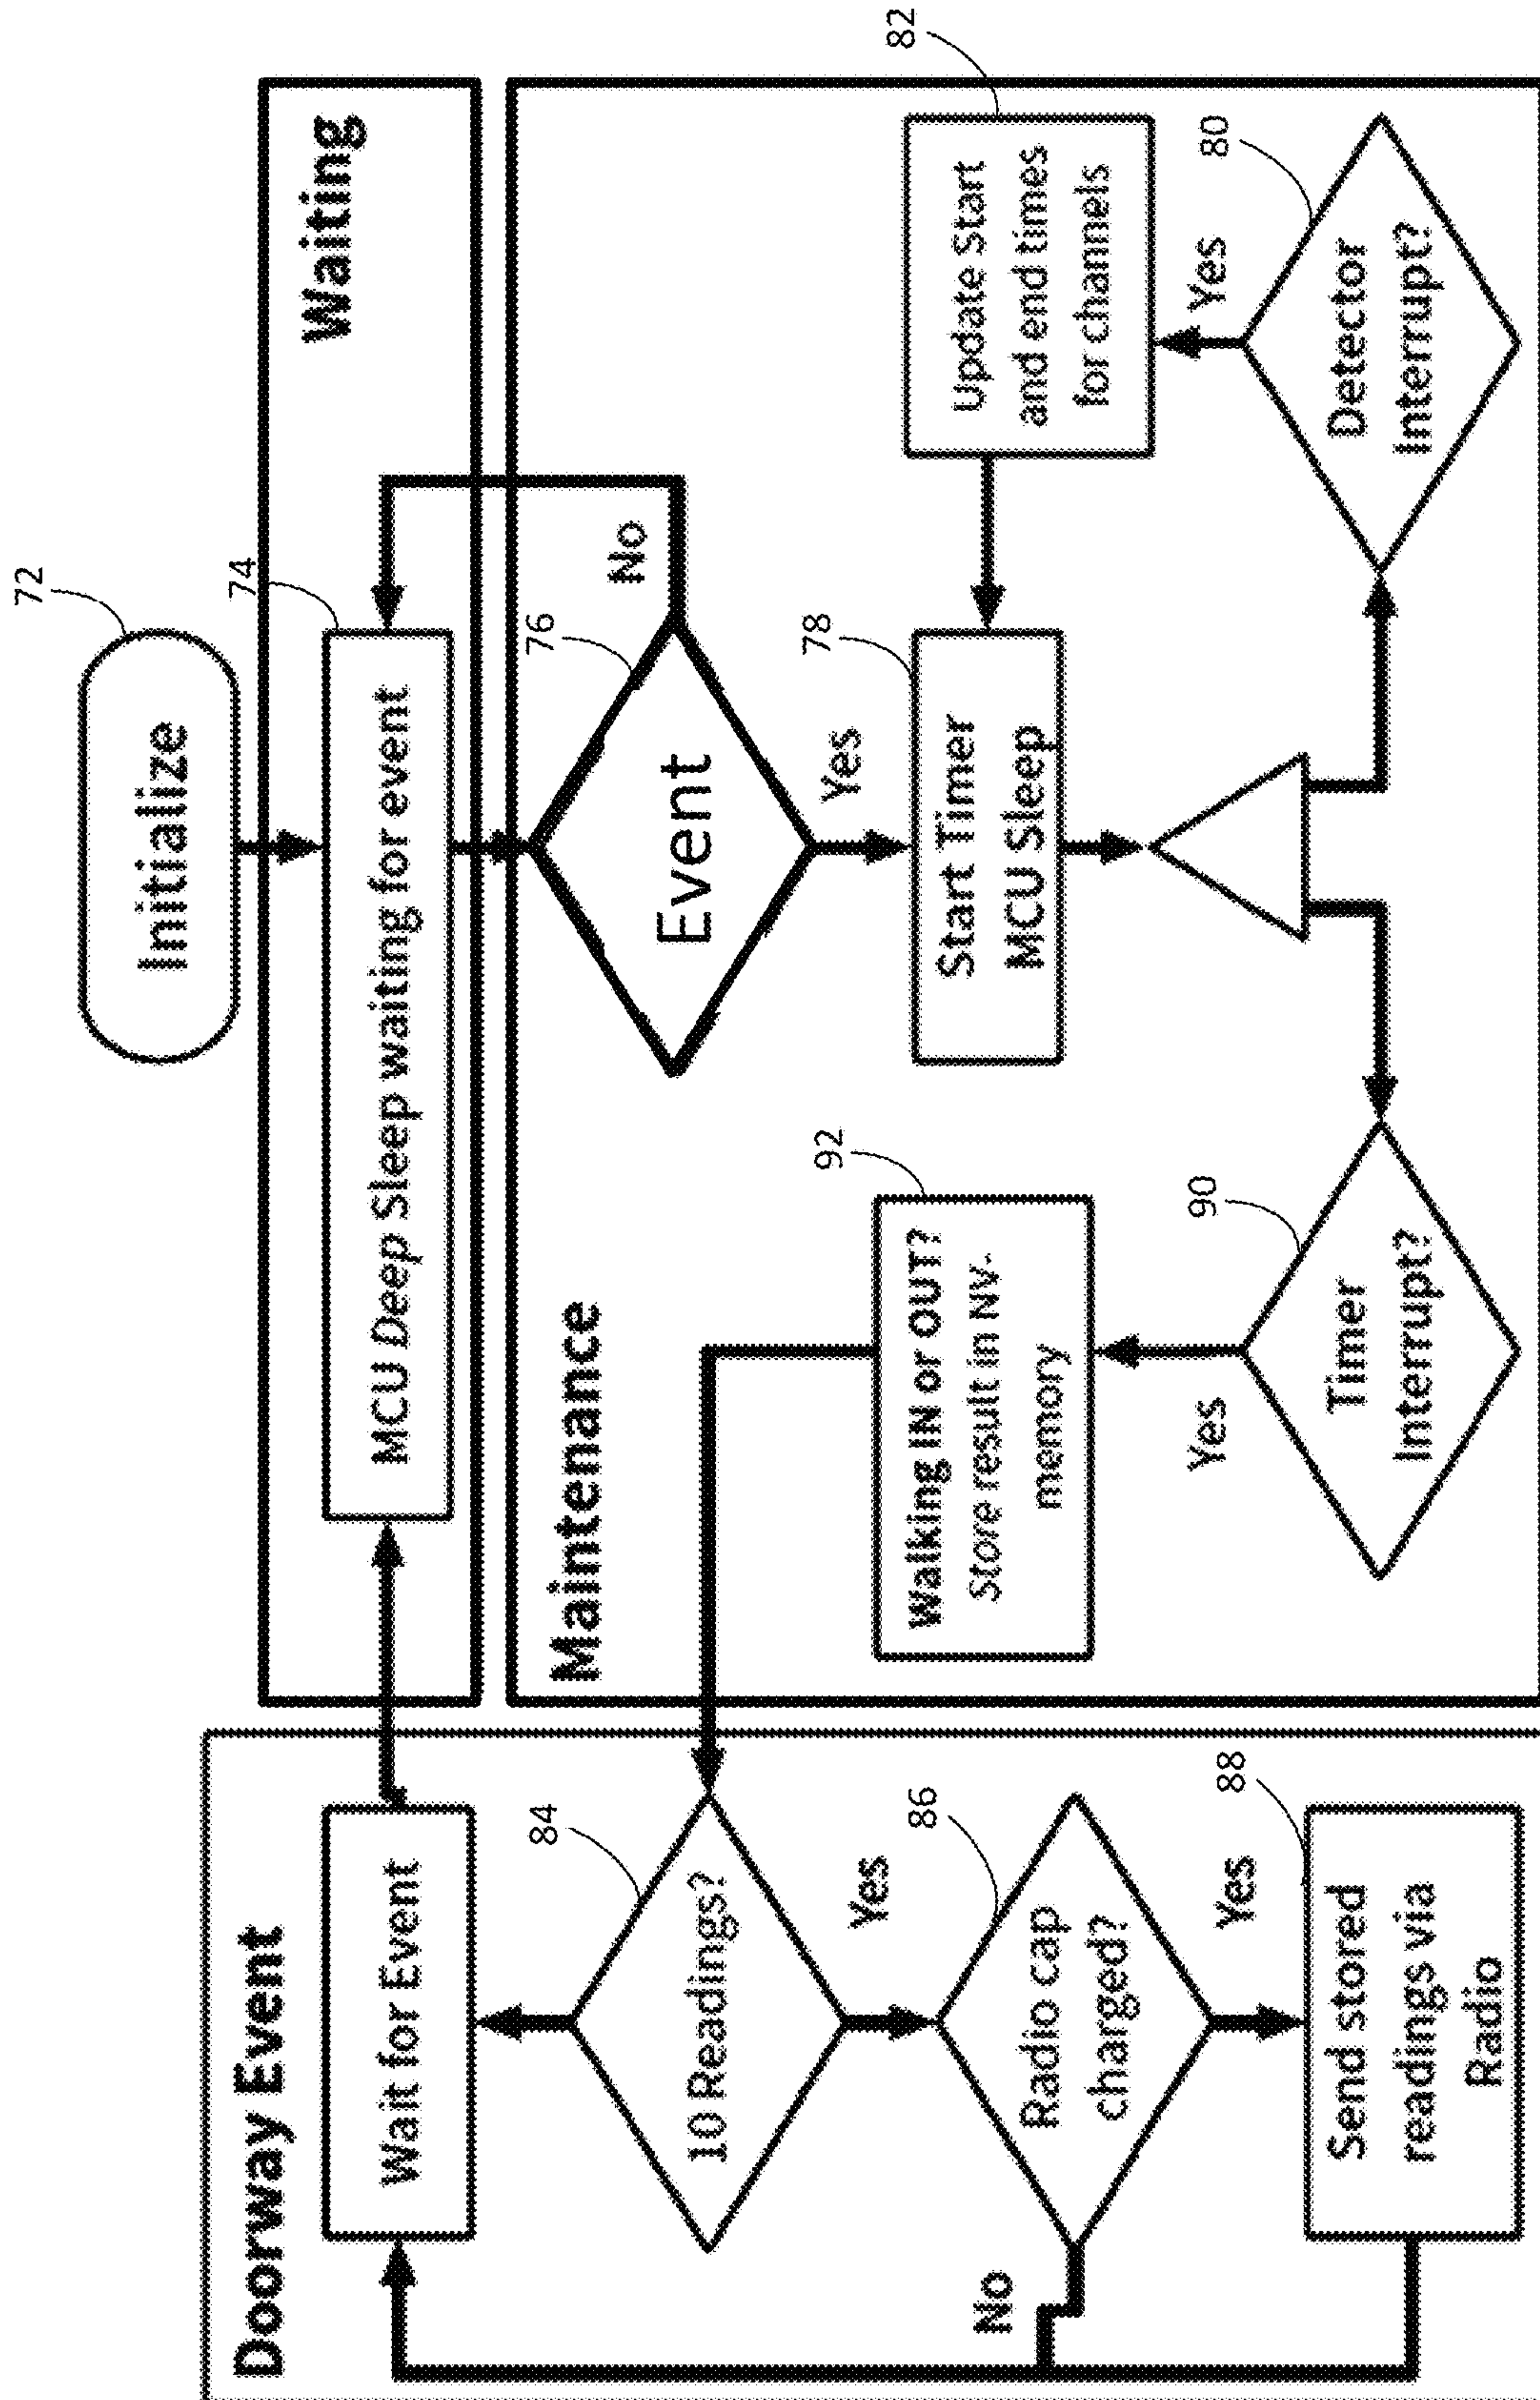 72
Initialize
Waiting
74
MCU Deep Sleep waiting for event
Doorway Event
Wait for Event
84
10 Readings?
Yes
86
Radio cap
charged?
No
Yes
88
Send stored
readings via
Radio
Maintenance
76
Event
No
Yes
78
Start Timer
MCU Sleep
82
Update Start
and end times
for channels
Yes
80
Detector
Interrupt?
92
Walking IN or OUT?
Store result in NV-
memory
Yes
90
Timer
Interrupt?